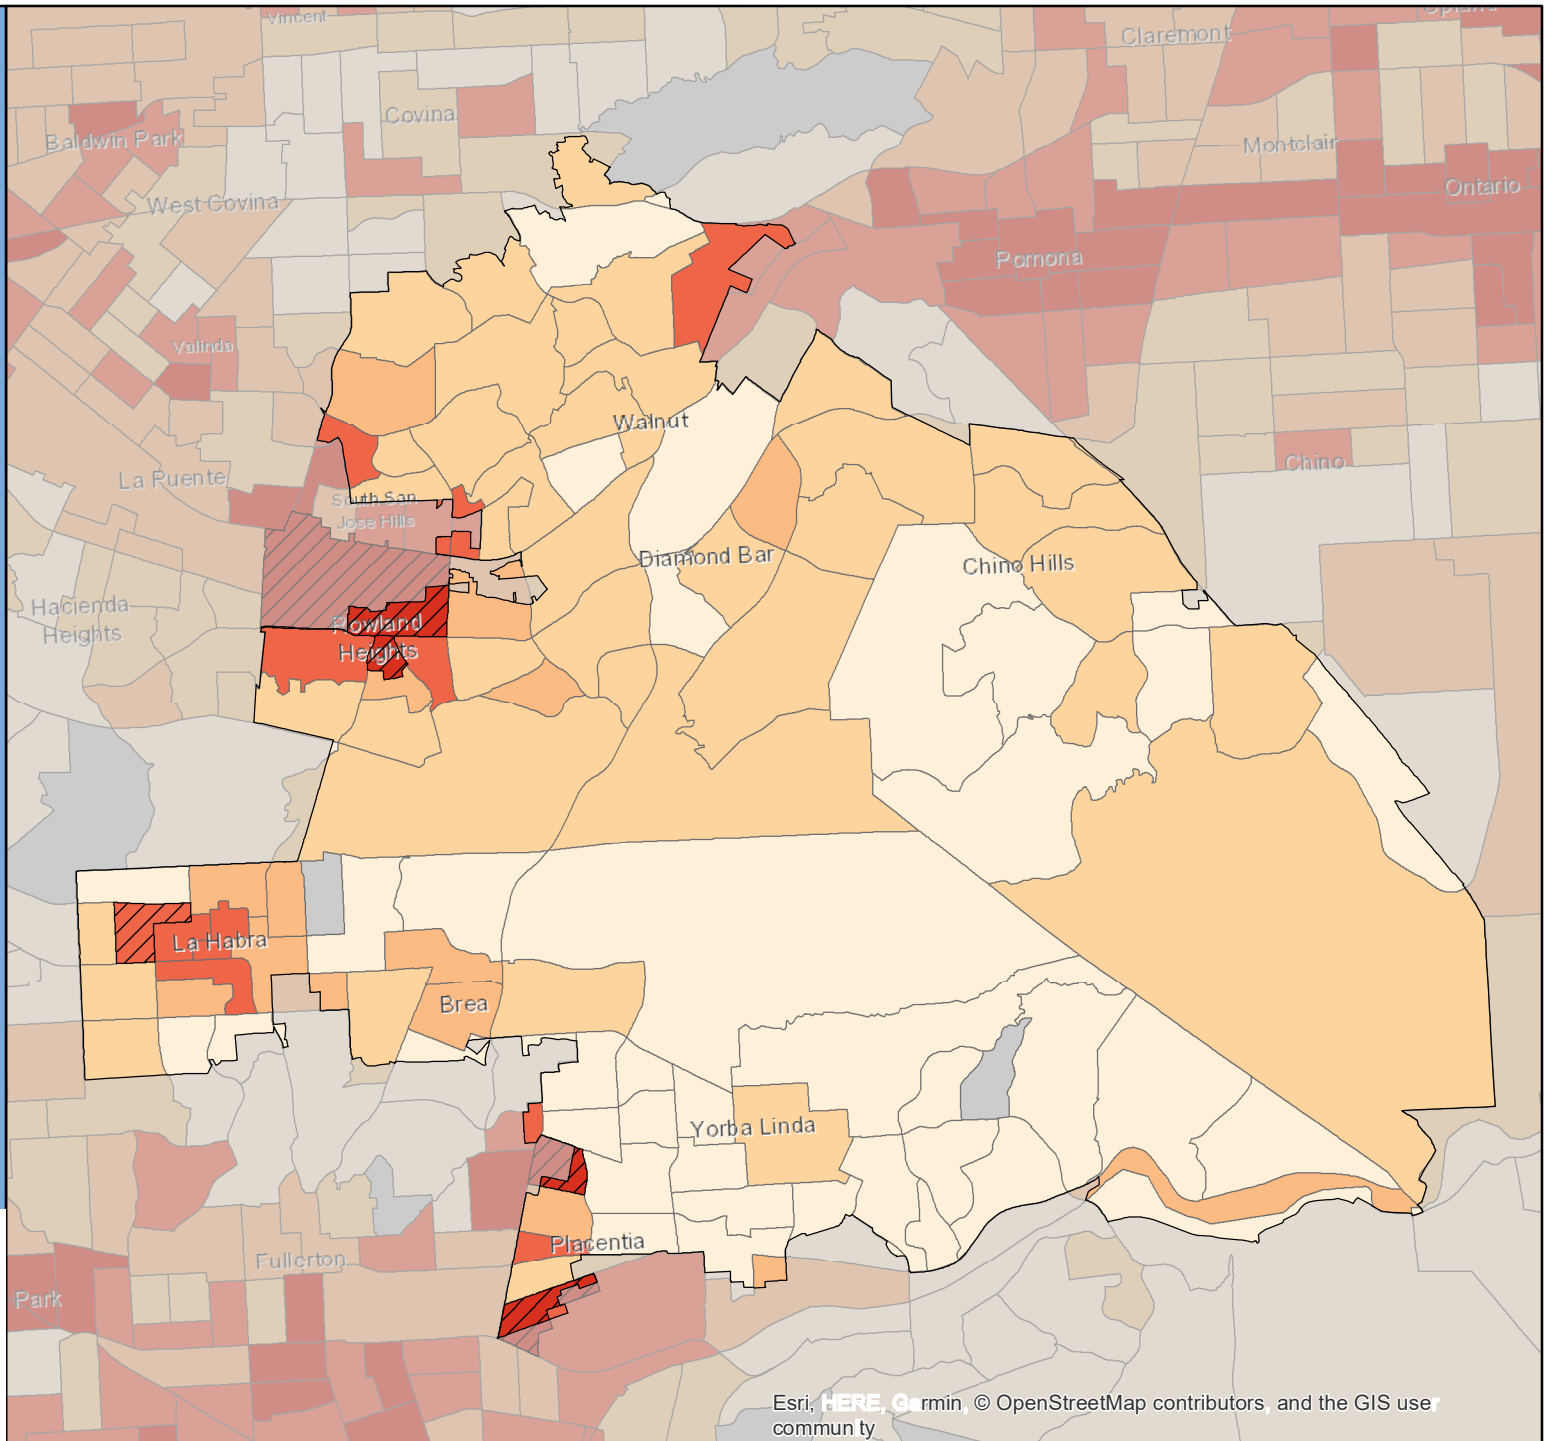 Vincent
Upland
Claremont
Covina
Baldwin Park
Montclair
Ontario
West Covina
Pomona
Valinda
Walnut
Chino
La Puente
South San
Jose Hills
Diamond Bar
Chino Hills
Hacienda
Heights
Rowland
Heights
La Habra
Brea
Yorba Linda
Placentia
Fullerton
Park
Esri, HERE, Garmin, © OpenStreetMap contributors, and the GIS user
community